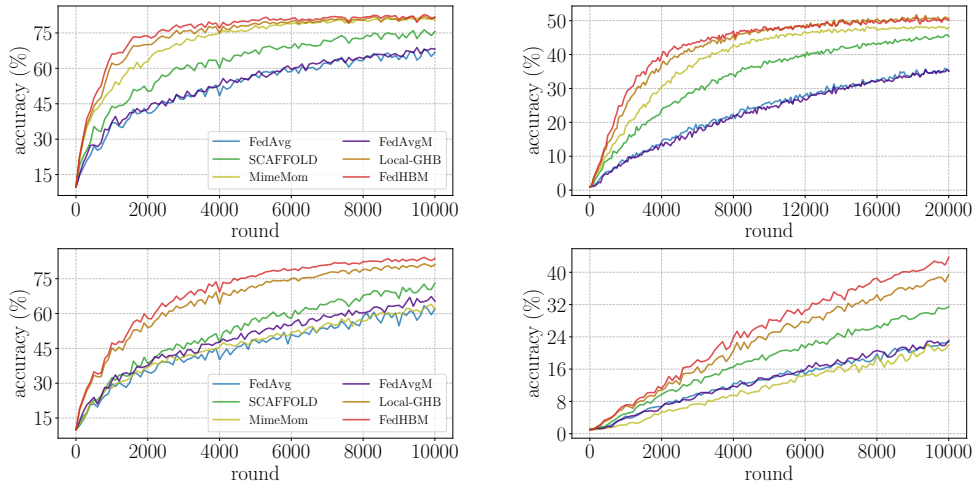 75
60
45
30
15
accuracy (%)
FedAvg
SCAFFOLD
MimeMom
FedAvgM
Local-GHB
FedHBM
0 2000 4000 6000 8000 10000
round
50
40
30
20
10
0
accuracy (%)
0 4000 8000 12000 16000 20000
round
75
60
45
30
15
accuracy (%)
FedAvg
SCAFFOLD
MimeMom
FedAvgM
Local-GHB
FedHBM
0 2000 4000 6000 8000 10000
round
40
32
24
16
8
0
accuracy (%)
0 2000 4000 6000 8000 10000
round